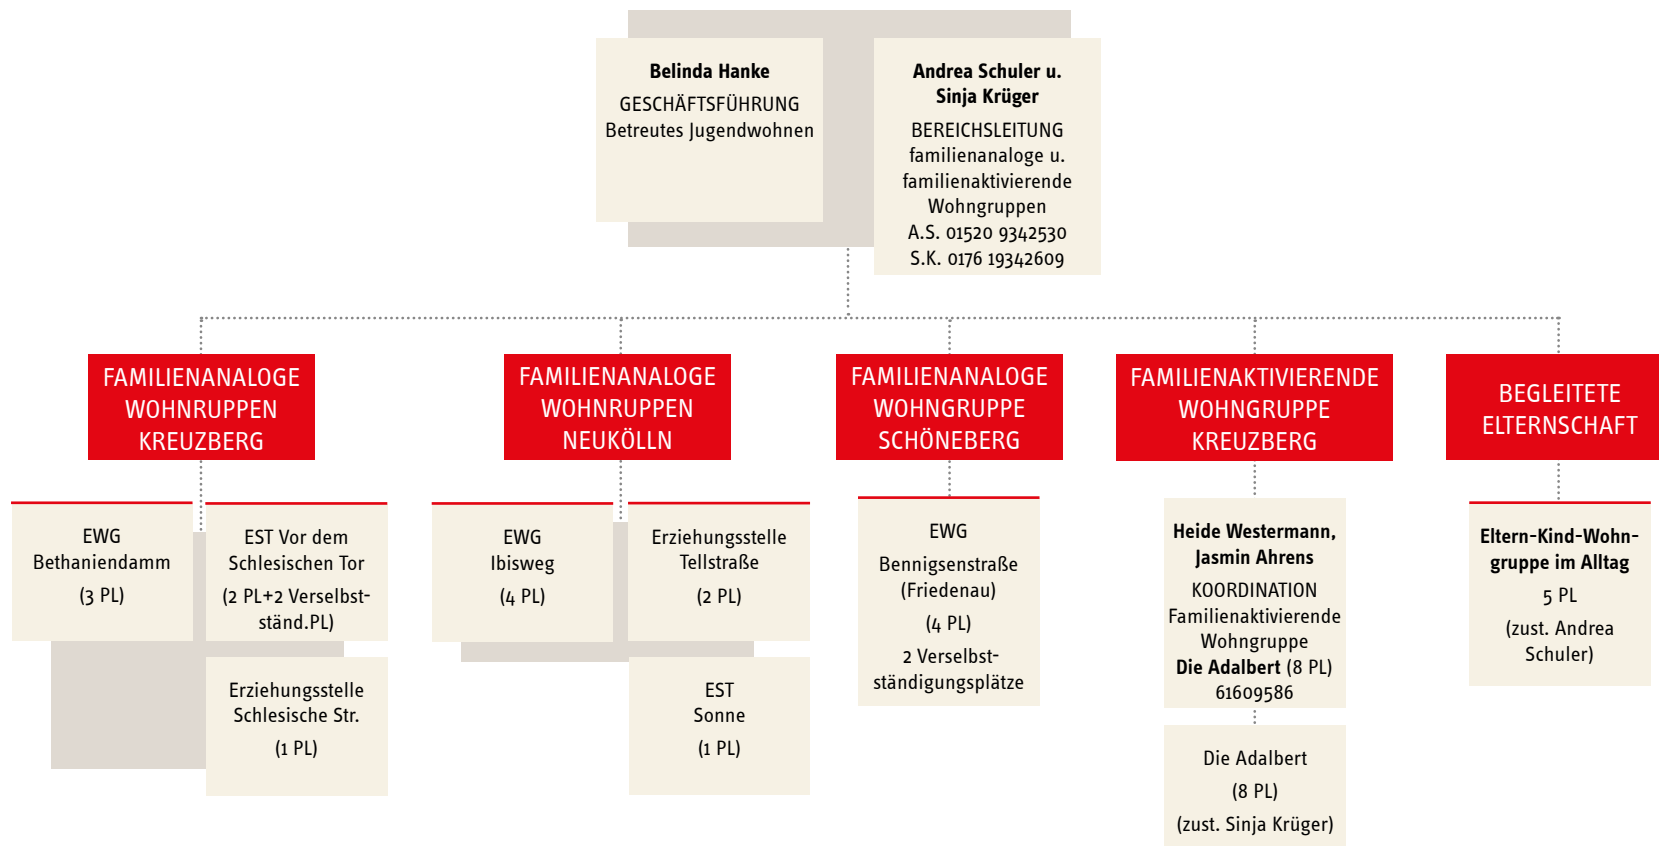 Belinda Hanke
GESCHÄFTSFÜHRUNG
Betreutes Jugendwohnen
Andrea Schuler u.
Sinja Krüger
BEREICHSLEITUNG
familienanaloge u.
familienaktivierende
Wohngruppen
A.S. 01520 9342530
S.K. 0176 19342609
FAMILIENANALOGE
WOHNRUPPEN
KREUZBERG
FAMILIENANALOGE
WOHNRUPPEN
NEUKÖLLN
FAMILIENANALOGE
WOHNGRUPPE
SCHÖNEBERG
FAMILIENAKTIVIERENDE
WOHNGRUPPE
KREUZBERG
BEGLEITETE
ELTERNSCHAFT
EWG
Bethaniendamm
(3 PL)
EST Vor dem
Schlesischen Tor
(2 PL+2 Verselbst-
ständ.PL)
Erziehungsstelle
Schlesische Str.
(1 PL)
EWG
Ibisweg
(4 PL)
Erziehungsstelle
Tellstraße
(2 PL)
EST
Sonne
(1 PL)
EWG
Bennigsenstraße
(Friedenau)
(4 PL)
2 Verselbst-
ständigungsplätze
Heide Westermann,
Jasmin Ahrens
KOORDINATION
Familienaktivierende
Wohngruppe
Die Adalbert (8 PL)
61609586
Die Adalbert
(8 PL)
(zust. Sinja Krüger)
Eltern-Kind-Wohn-
gruppe im Alltag
5 PL
(zust. Andrea
Schuler)